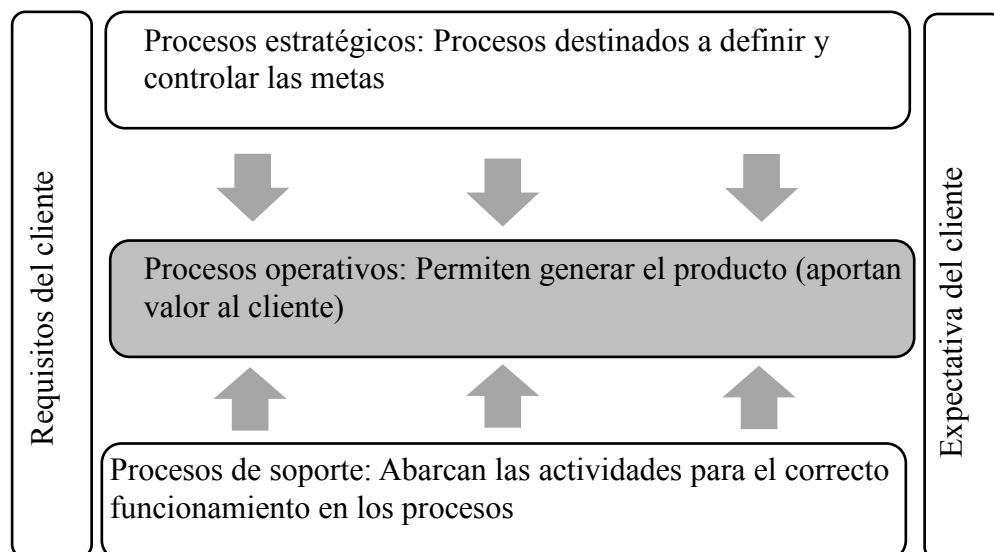 Requisitos del cliente
Procesos estratégicos: Procesos destinados a definir y
controlar las metas
Procesos operativos: Permiten generar el producto (aportan
valor al cliente)
Procesos de soporte: Abarcan las actividades para el correcto
funcionamiento en los procesos
Expectativa del cliente